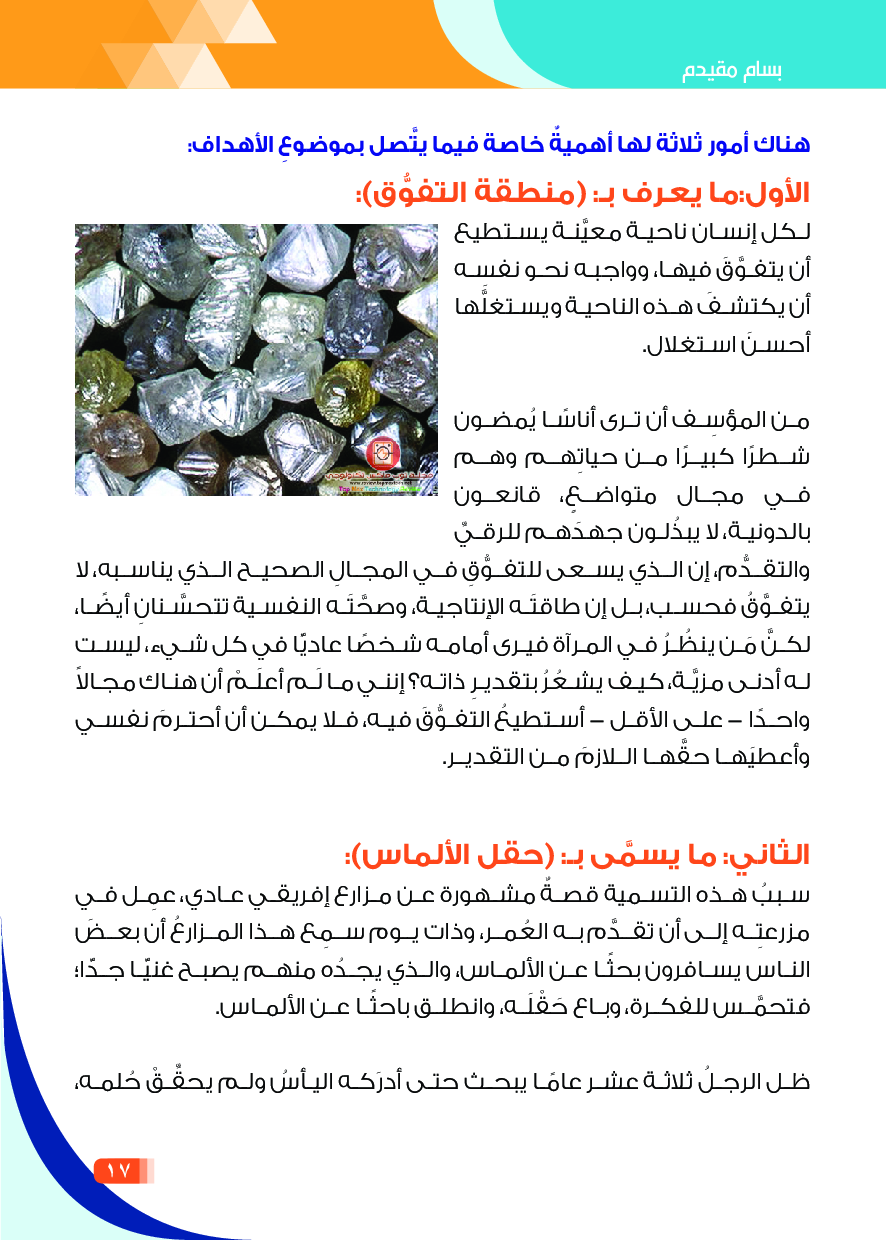 بسام مقيدم
هناك أمور ثلاثة لها أهميةٌ خاصة فيما يتَّصل بموضوعِ الأهداف:
الأول:ما يعرف بـ: (منطقة التفوُّق):
لكل إنسان ناحية معيَّنة يستطيع
أن يتفوَّقَ فيها، وواجبه نحو نفسه
أن يكتشفَ هذه الناحية ويستغلَّها
أحسنَ استغلال.
من المؤسِف أن ترى أناسًا يُمضون
شطرًا كبيرًا من حياتِهم وهم
في مجال متواضعٍ، قانعون
بالدونية، لا يبذُلون جهدَهم للرقيِّ
والتقدُّم، إن الذي يسعى للتفوُّقِ في المجالِ الصحيح الذي يناسبه، لا
يتفوَّقُ فحسب، بل إن طاقتَه الإنتاجية، وصحَّتَه النفسية تتحسَّنانِ أيضًا،
لكنَّ مَن ينظُرُ في المرآة فيرى أمامه شخصًا عاديًّا في كل شيء، ليست
له أدنى مزيَّة، كيف يشعُرُ بتقديرِ ذاته؟ إنني ما لَم أعلَمْ أن هناك مجالاً
واحدًا – على الأقل – أستطيعُ التفوُّقَ فيه، فلا يمكن أن أحترمَ نفسي
وأعطيَها حقَّها اللازمَ من التقدير.
الثاني: ما يسمَّى بـ: (حقل الألماس):
سببُ هذه التسمية قصةٌ مشهورة عن مزارع إفريقي عادي، عمِل في
مزرعتِه إلى أن تقدَّم به العُمر، وذات يوم سمِع هذا المزارعُ أن بعضَ
الناس يسافرون بحثًا عن الألماس، والذي يجدُه منهم يصبح غنيًّا جدًّا؛
فتحمَّس للفكرة، وباع حَقْلَه، وانطلق باحثًا عن الألماس.
ظل الرجلُ ثلاثة عشر عامًا يبحث حتى أدرَكه اليأسُ ولم يحقِّقْ حُلمه،
١٧